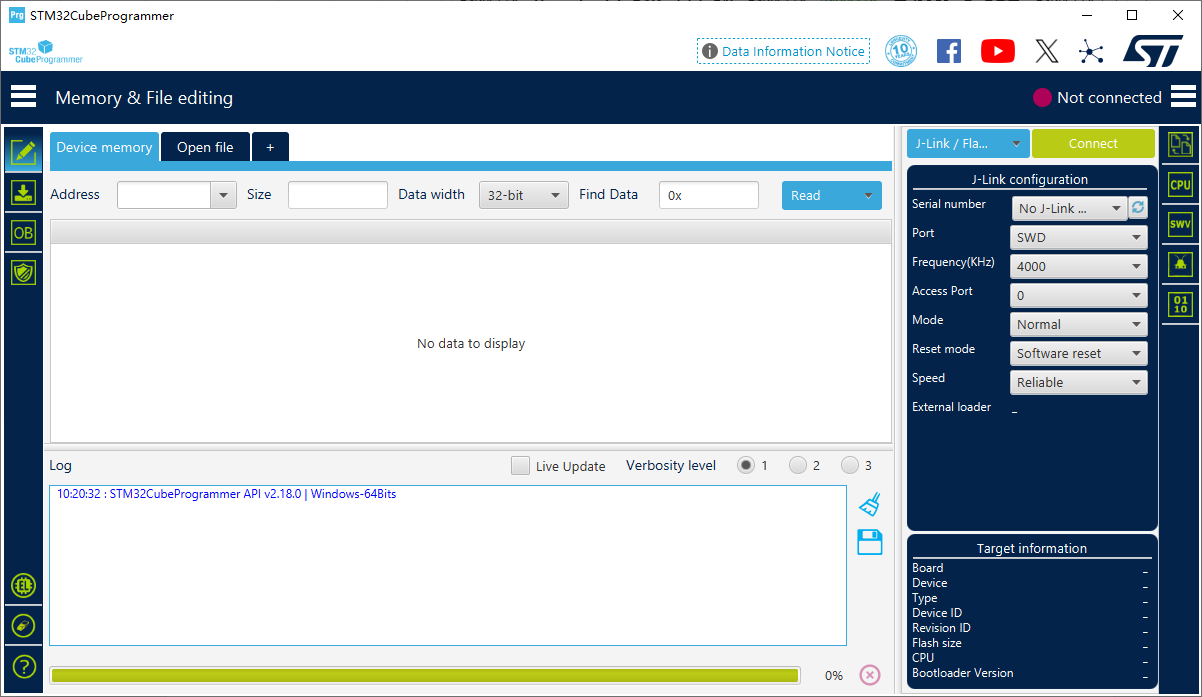 Prg STM32CubeProgrammer
STM32
CubeProgrammer
Data Information Notice
10
Memory & File editing
Not connected
Device memory
Open file
+
J-Link / Fla...
Connect
Address
Size
Data width
32-bit
Find Data
0x
Read
No data to display
J-Link configuration
Serial number
No J-Link ...
Port
SWD
Frequency(KHz)
4000
Access Port
0
Mode
Normal
Reset mode
Software reset
Speed
Reliable
External loader
_
OB
CPU
SWV
01
10
Log
Live Update
Verbosity level
1
2
3
10:20:32 : STM32CubeProgrammer API v2.18.0 | Windows-64Bits
Target information
Board _
Device _
Type _
Device ID _
Revision ID _
Flash size _
CPU _
Bootloader Version _
0%
?